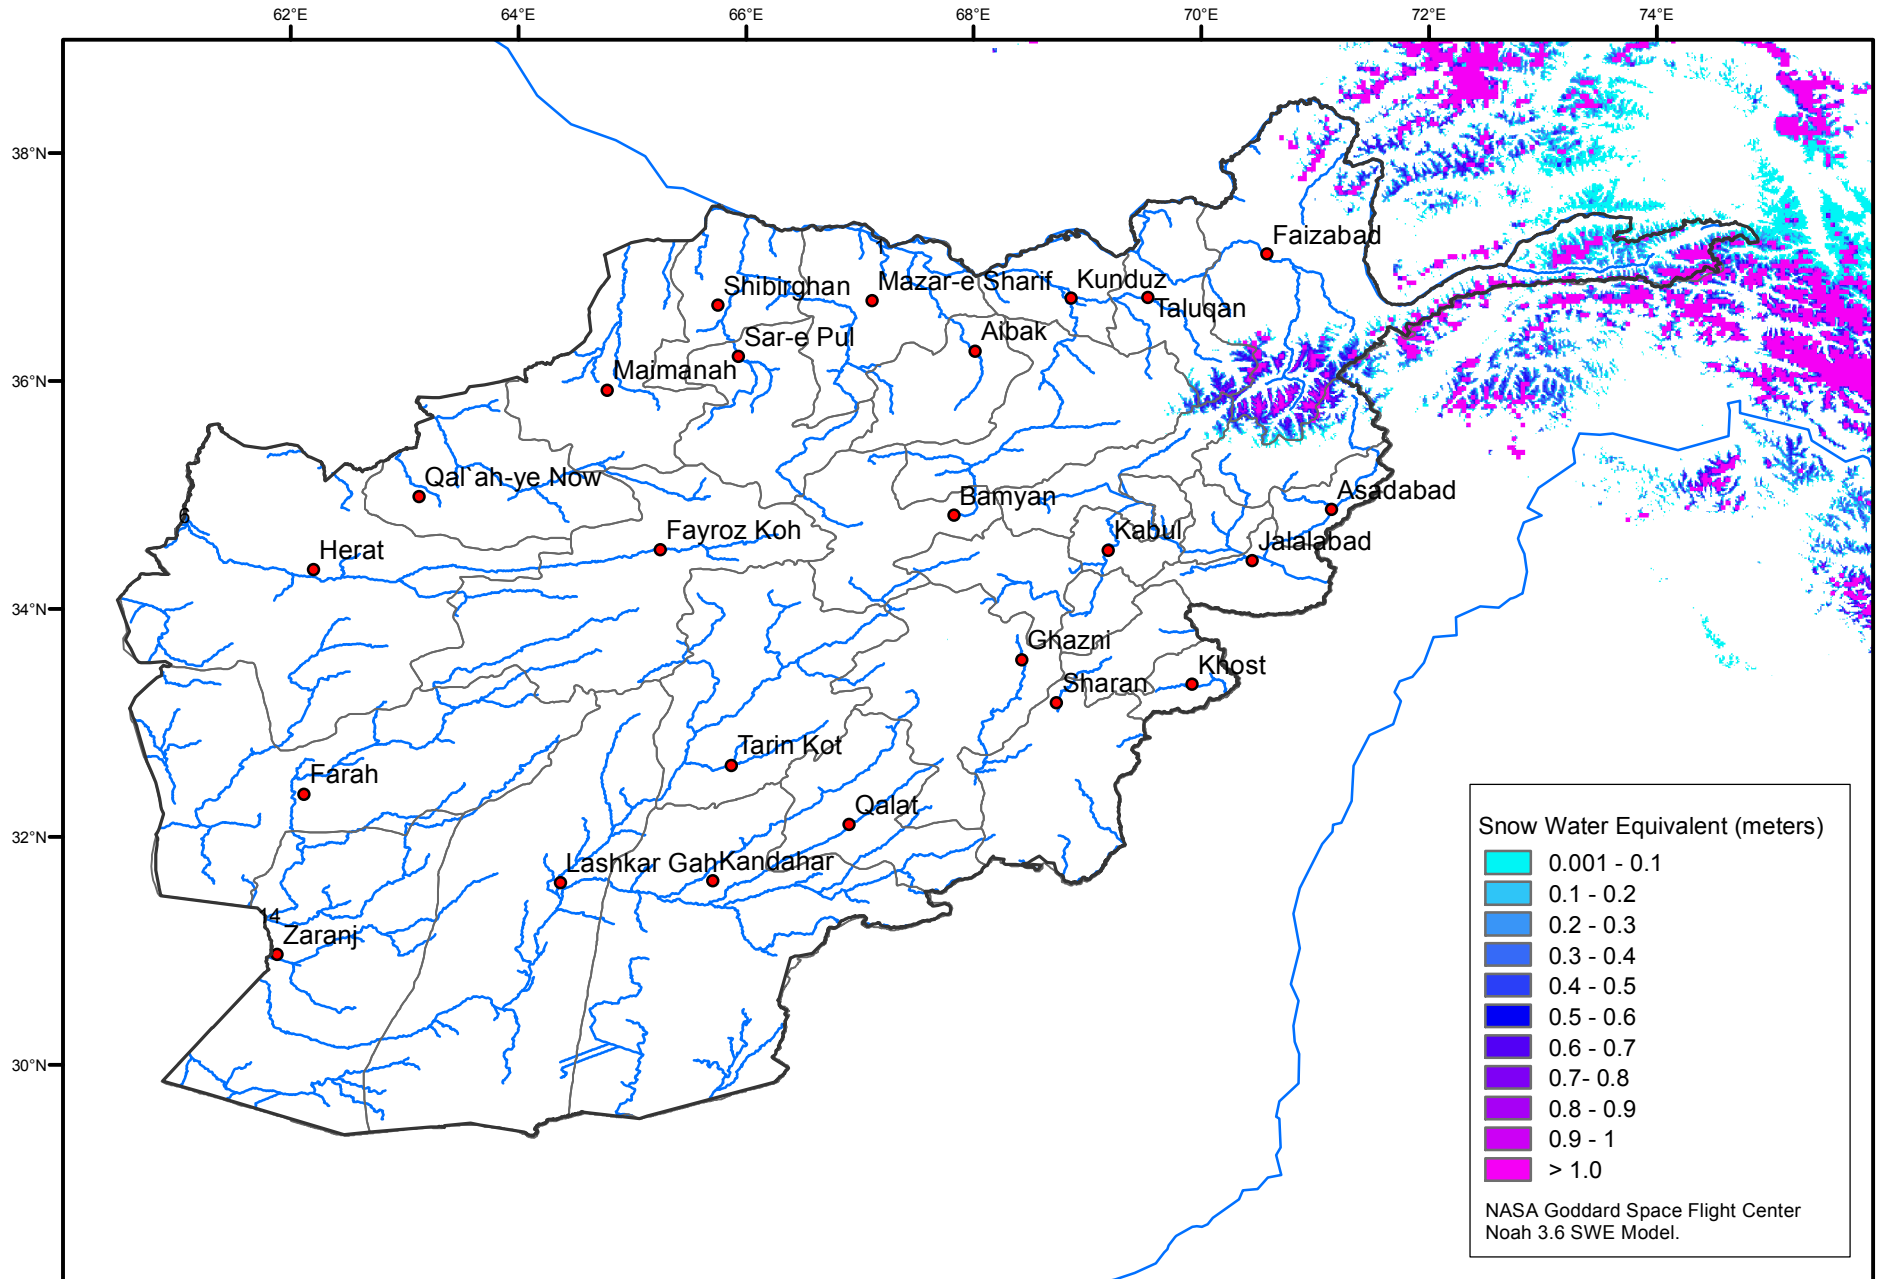 62°E 64°E 66°E 68°E 70°E 72°E 74°E
38°N
Faizabad
Shibirghan
Mazar-e Sharif
Kunduz
Taluqan
Sar-e Pul
Aibak
36°N
Maimanah
Qal`ah-ye Now
Bamyan
Asadabad
6
Fayroz Koh
Kabul
Herat
Jalalabad
34°N
Ghazni
Khost
Sharan
Tarin Kot
Farah
Qalat
32°N
Lashkar Gah
Kandahar
14
Zaranj
30°N
Snow Water Equivalent (meters)
0.001 - 0.1
0.1 - 0.2
0.2 - 0.3
0.3 - 0.4
0.4 - 0.5
0.5 - 0.6
0.6 - 0.7
0.7- 0.8
0.8 - 0.9
0.9 - 1
> 1.0
NASA Goddard Space Flight Center
Noah 3.6 SWE Model.